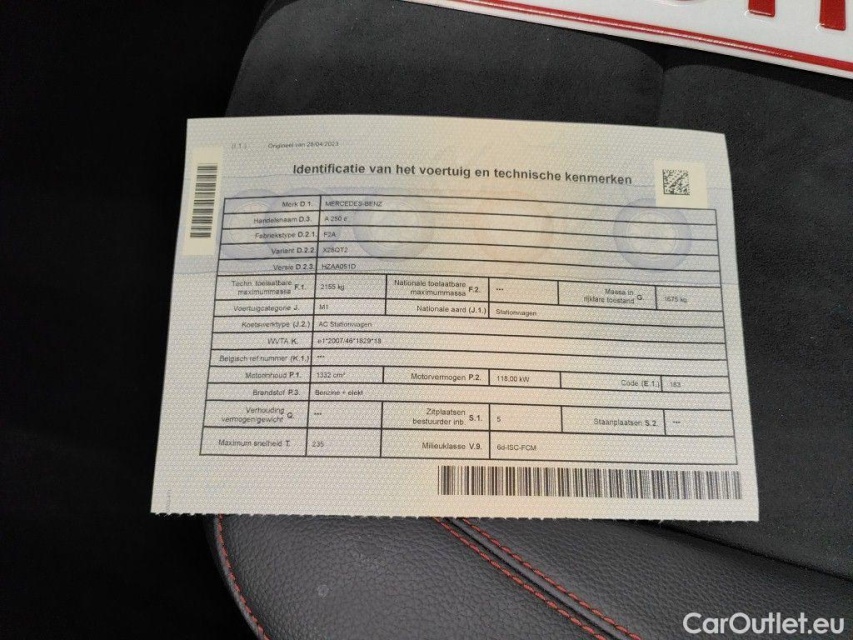 (I.1.) Origineel van 28/04/2023
Identificatie van het voertuig en technische kenmerken
Merk D.1. MERCEDES-BENZ
Handelsnaam D.3. A 250 e
Fabriekstype D.2.1. F2A
Variant D.2.2. X28QT2
Versie D.2.3. HZAA051D
Techn. toelaatbare maximummassa F.1. 2155 kg Nationale toelaatbare maximummassa F.2. --- Massa in rijklare toestand G. 1675 kg
Voertuigcategorie J. M1 Nationale aard (J.1.) Stationwagen
Koetswerktype (J.2.) AC Stationwagen
WVTA K. e1*2007/46*1829*18
Belgisch ref.nummer (K.1.) ***
Motorinhoud P.1. 1332 cm³ Motorvermogen P.2. 118.00 kW Code (E.1.) 183
Brandstof P.3. Benzine + elekt
Verhouding vermogen/gewicht Q. --- Zitplaatsen bestuurder inb. S.1. 5 Staanplaatsen S.2. ---
Maximum snelheid T. 235 Milieuklasse V.9. 6d-ISC-FCM
CarOutlet.eu